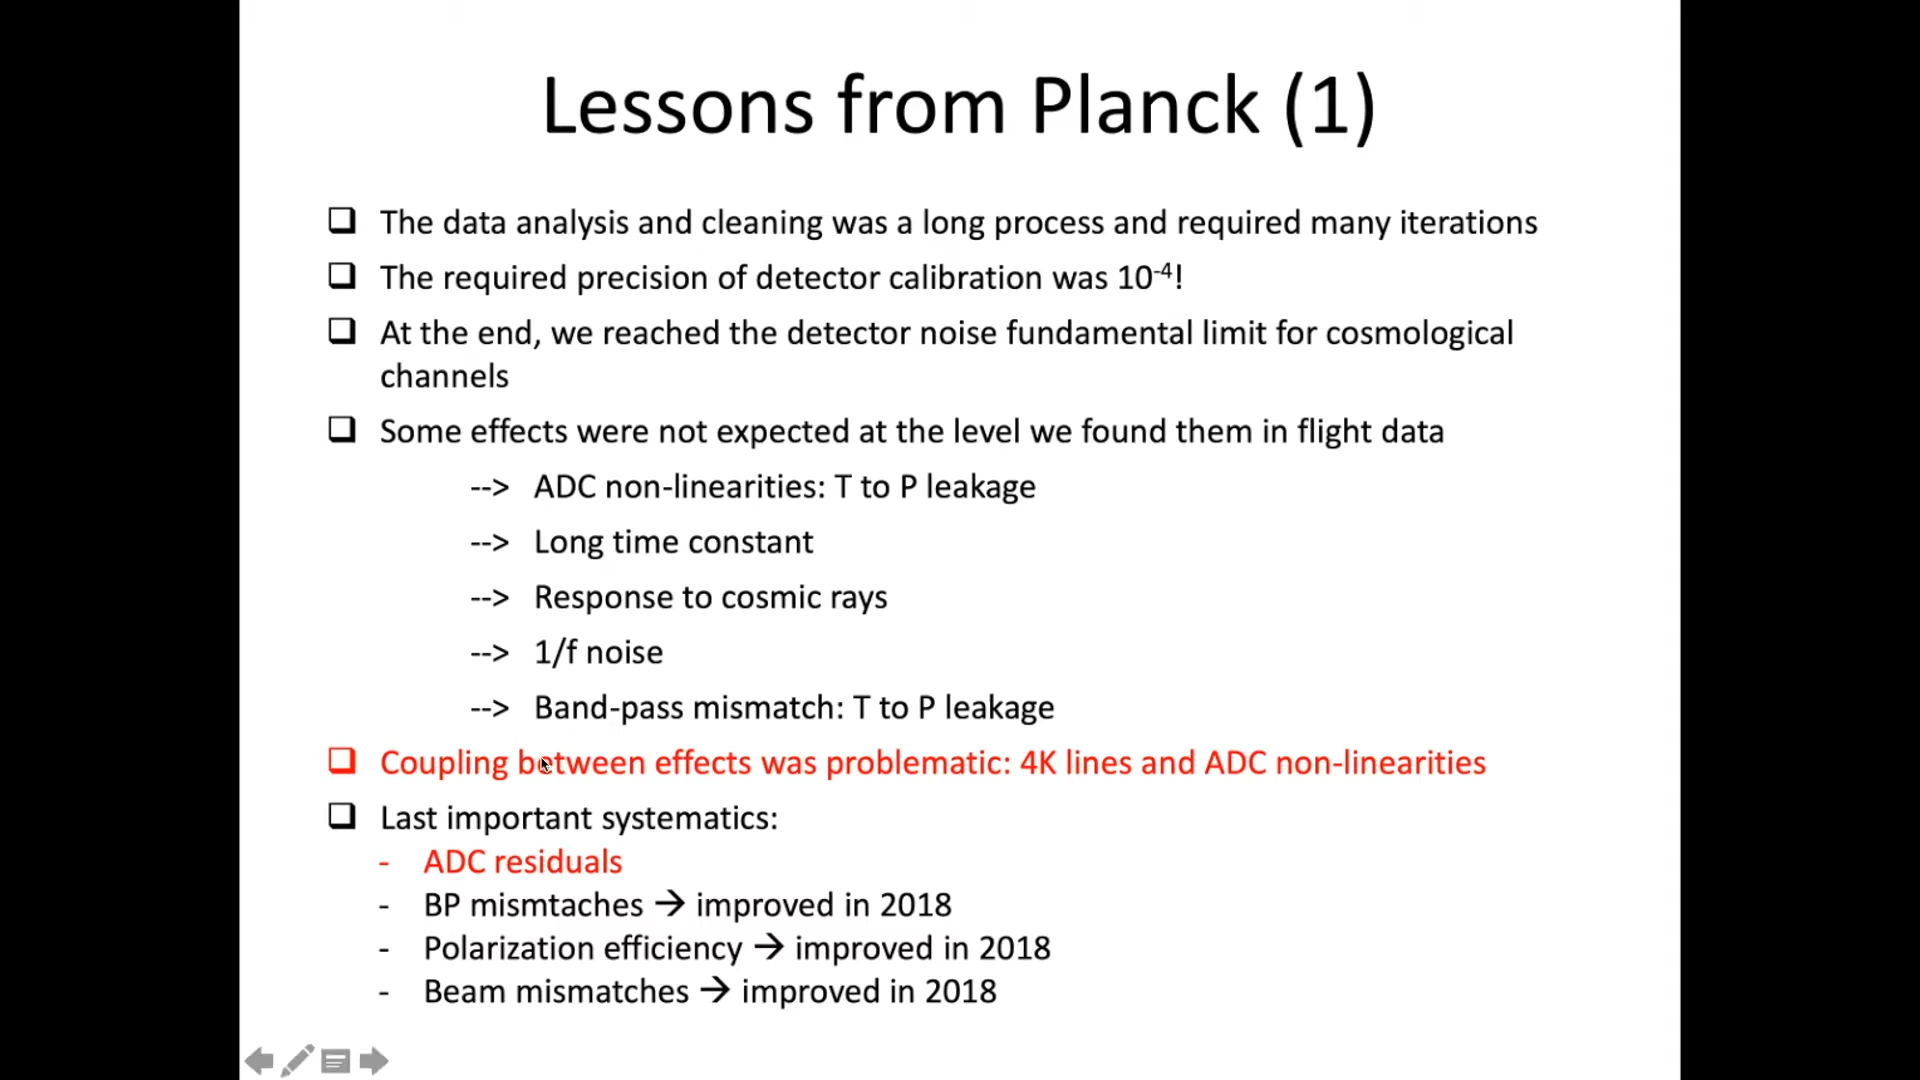 Lessons from Planck (1)
❑ The data analysis and cleaning was a long process and required many iterations
❑ The required precision of detector calibration was 10⁻⁴!
❑ At the end, we reached the detector noise fundamental limit for cosmological
channels
❑ Some effects were not expected at the level we found them in flight data
--> ADC non-linearities: T to P leakage
--> Long time constant
--> Response to cosmic rays
--> 1/f noise
--> Band-pass mismatch: T to P leakage
❑ Coupling between effects was problematic: 4K lines and ADC non-linearities
❑ Last important systematics:
- ADC residuals
- BP mismtaches → improved in 2018
- Polarization efficiency → improved in 2018
- Beam mismatches → improved in 2018